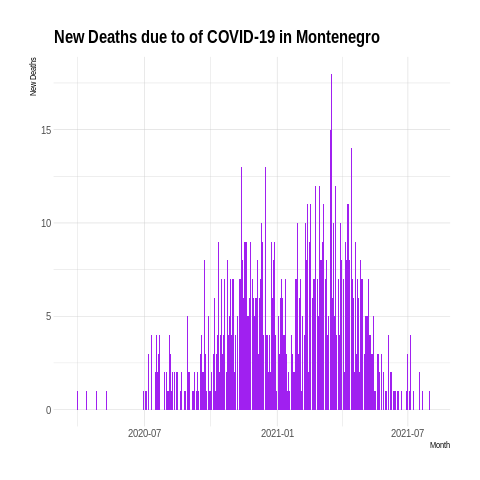 New Deaths due to of COVID-19 in Montenegro
New Deaths
15
10
5
0
2020-07
2021-01
2021-07
Month